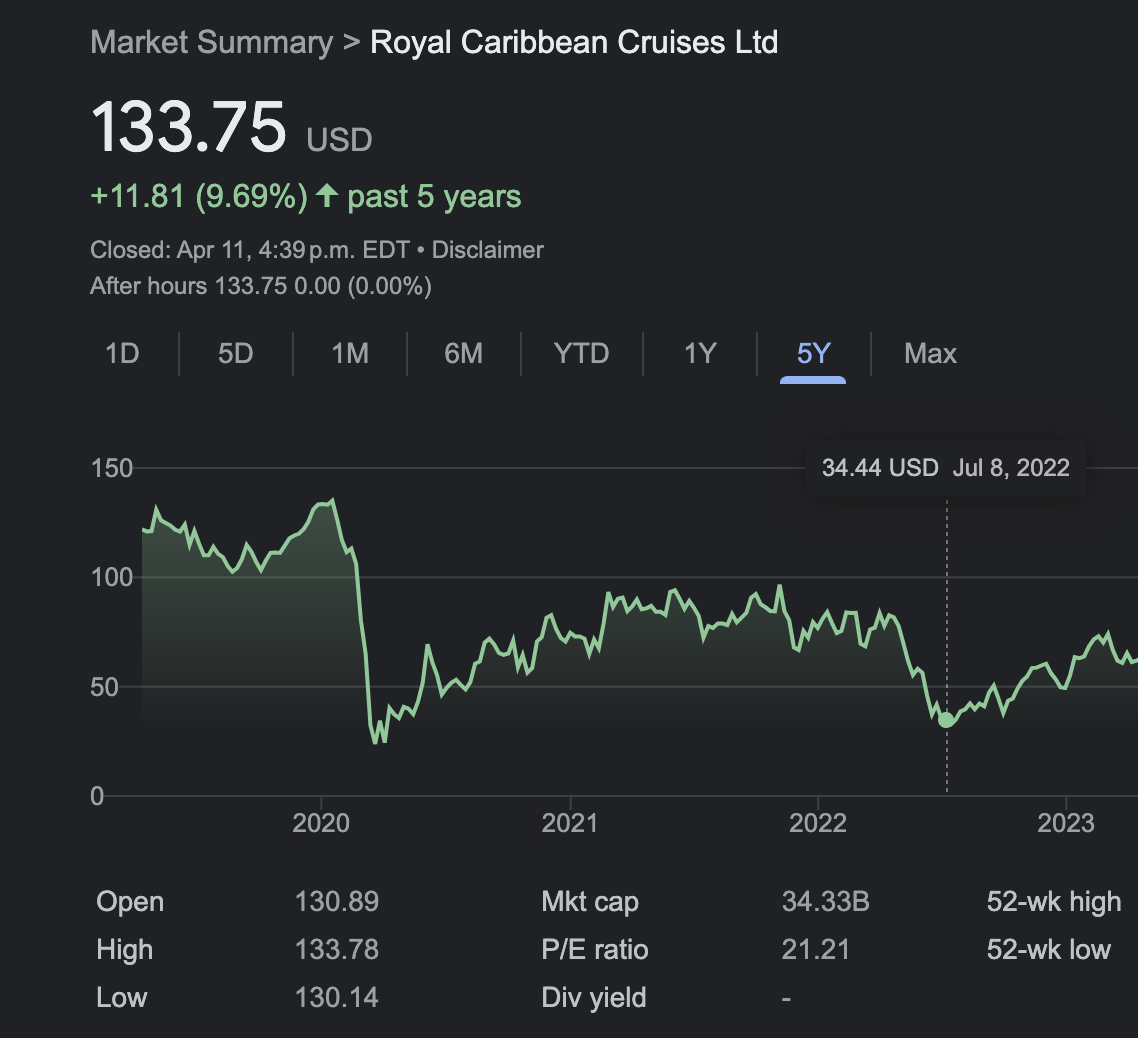 Market Summary > Royal Caribbean Cruises Ltd
133.75 USD
+11.81 (9.69%) ↑ past 5 years
Closed: Apr 11, 4:39 p.m. EDT • Disclaimer
After hours 133.75 0.00 (0.00%)
1D 5D 1M 6M YTD 1Y 5Y Max
34.44 USD Jul 8, 2022
150
100
50
0
2020 2021 2022 2023
Open 130.89 Mkt cap 34.33B 52-wk high
High 133.78 P/E ratio 21.21 52-wk low
Low 130.14 Div yield -